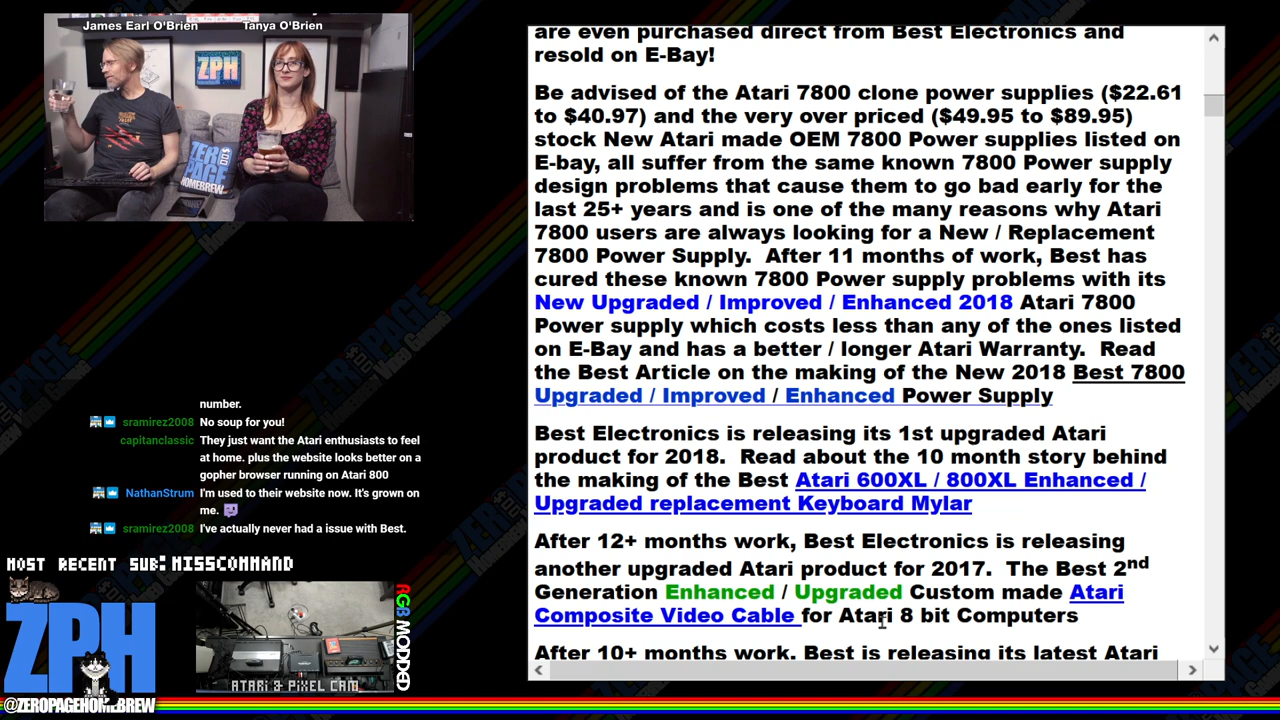 James Earl O'Brien
Tanya O'Brien
ZPH
ZERO
PAGE
HOMEBREW
are even purchased direct from Best Electronics and
resold on E-Bay!
Be advised of the Atari 7800 clone power supplies ($22.61
to $40.97) and the very over priced ($49.95 to $89.95)
stock New Atari made OEM 7800 Power supplies listed on
E-bay, all suffer from the same known 7800 Power supply
design problems that cause them to go bad early for the
last 25+ years and is one of the many reasons why Atari
7800 users are always looking for a New / Replacement
7800 Power Supply.  After 11 months of work, Best has
cured these known 7800 Power supply problems with its
New Upgraded / Improved / Enhanced 2018 Atari 7800
Power supply which costs less than any of the ones listed
on E-Bay and has a better / longer Atari Warranty.  Read
the Best Article on the making of the New 2018 Best 7800
Upgraded / Improved / Enhanced Power Supply
Best Electronics is releasing its 1st upgraded Atari
product for 2018.  Read about the 10 month story behind
the making of the Best Atari 600XL / 800XL Enhanced /
Upgraded replacement Keyboard Mylar
After 12+ months work, Best Electronics is releasing
another upgraded Atari product for 2017.  The Best 2nd
Generation Enhanced / Upgraded Custom made Atari
Composite Video Cable for Atari 8 bit Computers
After 10+ months work, Best is releasing its latest Atari
number.
sramirez2008 No soup for you!
capitanclassic They just want the Atari enthusiasts to feel
at home. plus the website looks better on a
gopher browser running on Atari 800
NathanStrum I'm used to their website now. It's grown on
me.
sramirez2008 I've actually never had a issue with Best.
MOST RECENT SUB: MISSCOMMAND
ZPH
@ZEROPAGEHOMEBREW
RGB MODDED
ATARI & PIXEL CAM